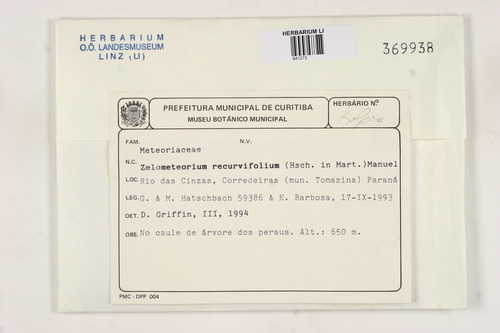 HERBARIUM
O.Ö. LANDESMUSEUM
LINZ (LI)
HERBARIUM LI
941273
369938
PREFEITURA MUNICIPAL DE CURITIBA
MUSEU BOTÂNICO MUNICIPAL
HERBÁRIO Nº
FAM. N.V.
Meteoriaceae
N.C. Zelometeorium recurvifolium (Hsch. in Mart.)Manuel
LOC. Rio das Cinzas, Corredeiras (mun. Tomazina) Paraná
LEG. G. & M. Hatschbach 59386 & E. Barbosa, 17-IX-1993
DET. D. Griffin, III, 1994
OBS. No caule de árvore dos persus. Alt.: 650 m.
PMC - DPP 004